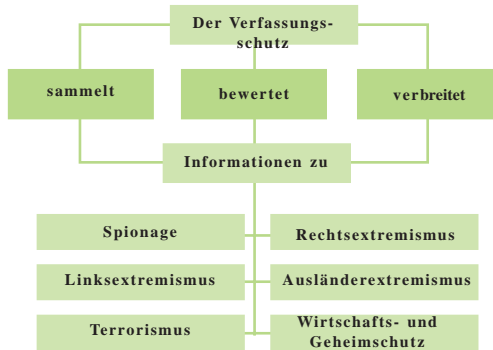 Der Verfassungs-
schutz
sammelt
bewertet
verbreitet
Informationen zu
Spionage
Rechtsextremismus
Linksextremismus
Ausländerextremismus
Terrorismus
Wirtschafts- und
Geheimschutz